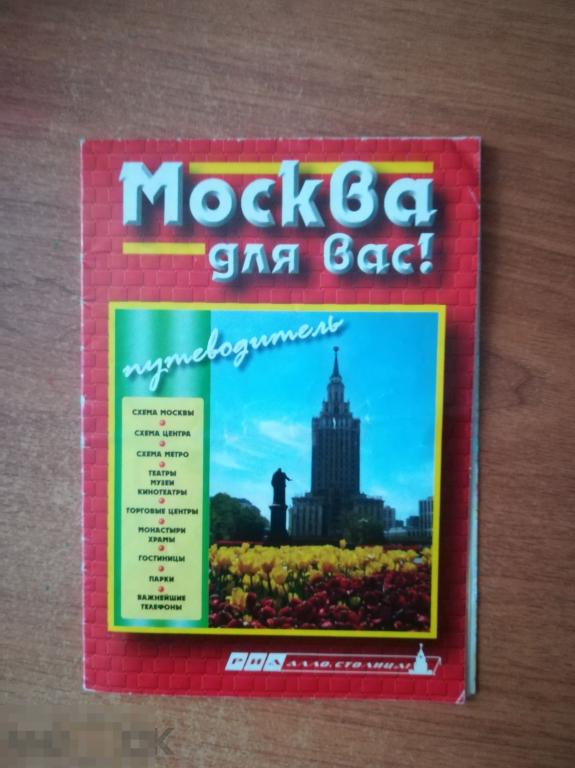 Москва
для вас!
путеводитель
СХЕМА МОСКВЫ
СХЕМА ЦЕНТРА
СХЕМА МЕТРО
ТЕАТРЫ
МУЗЕИ
КИНОТЕАТРЫ
ТОРГОВЫЕ ЦЕНТРЫ
МОНАСТЫРИ
ХРАМЫ
ГОСТИНИЦЫ
ПАРКИ
ВАЖНЕЙШИЕ
ТЕЛЕФОНЫ
АЛЛО, СТОЛИЦА!